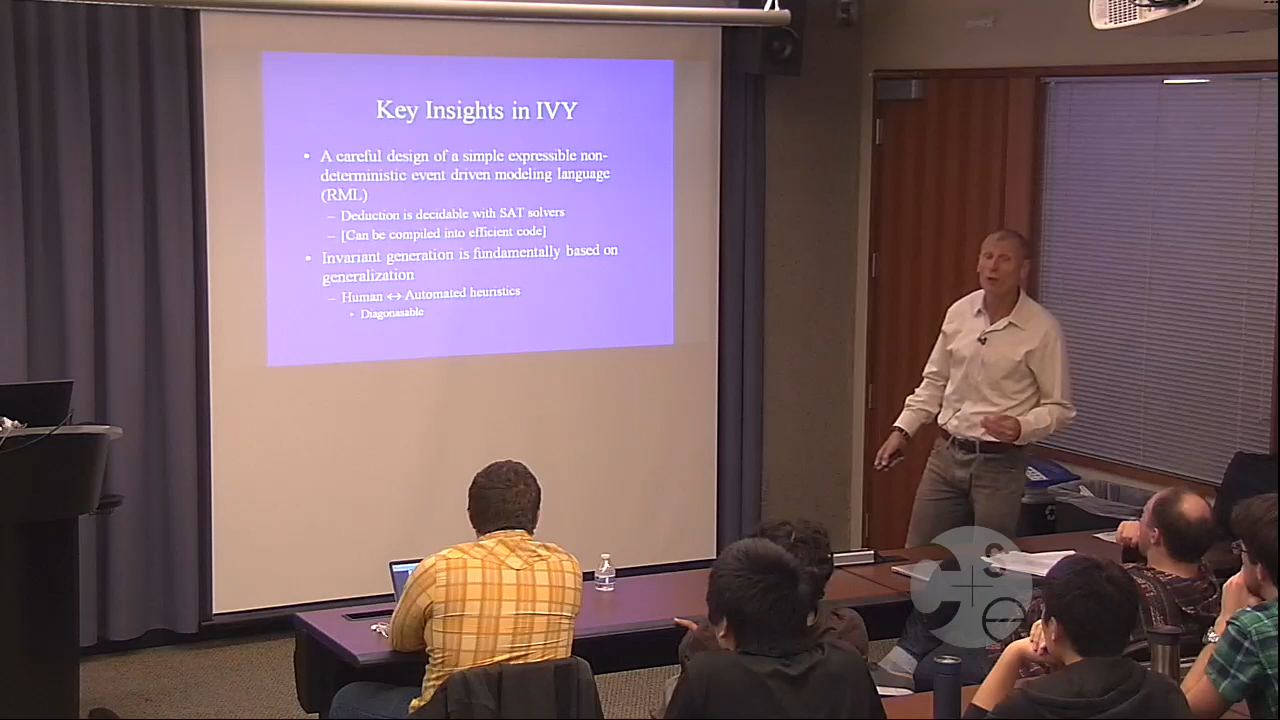 Key Insights in IVY
• A careful design of a simple expressible non-
deterministic event driven modeling language
(RML)
– Deduction is decidable with SAT solvers
– [Can be compiled into efficient code]
• Invariant generation is fundamentally based on
generalization
– Human ↔ Automated heuristics
• Diagonasable
C S e